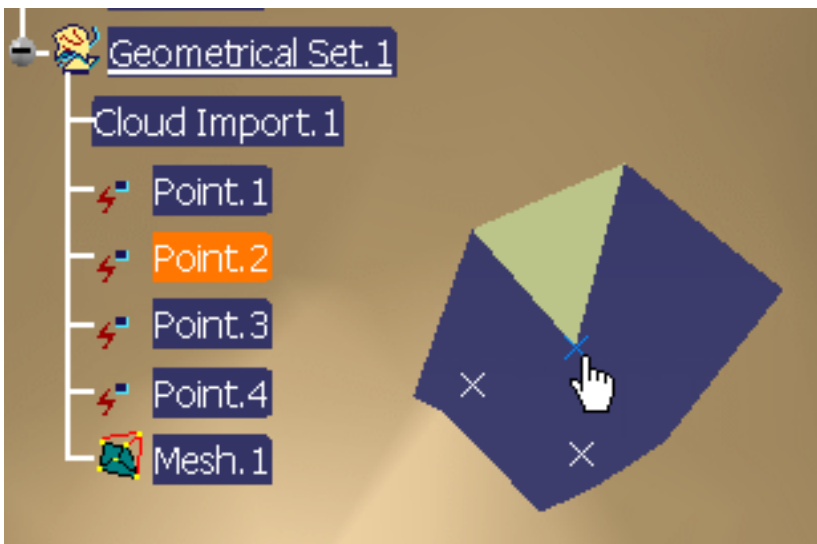 Geometrical Set.1
Cloud Import.1
Point.1
Point.2
Point.3
Point.4
Mesh.1